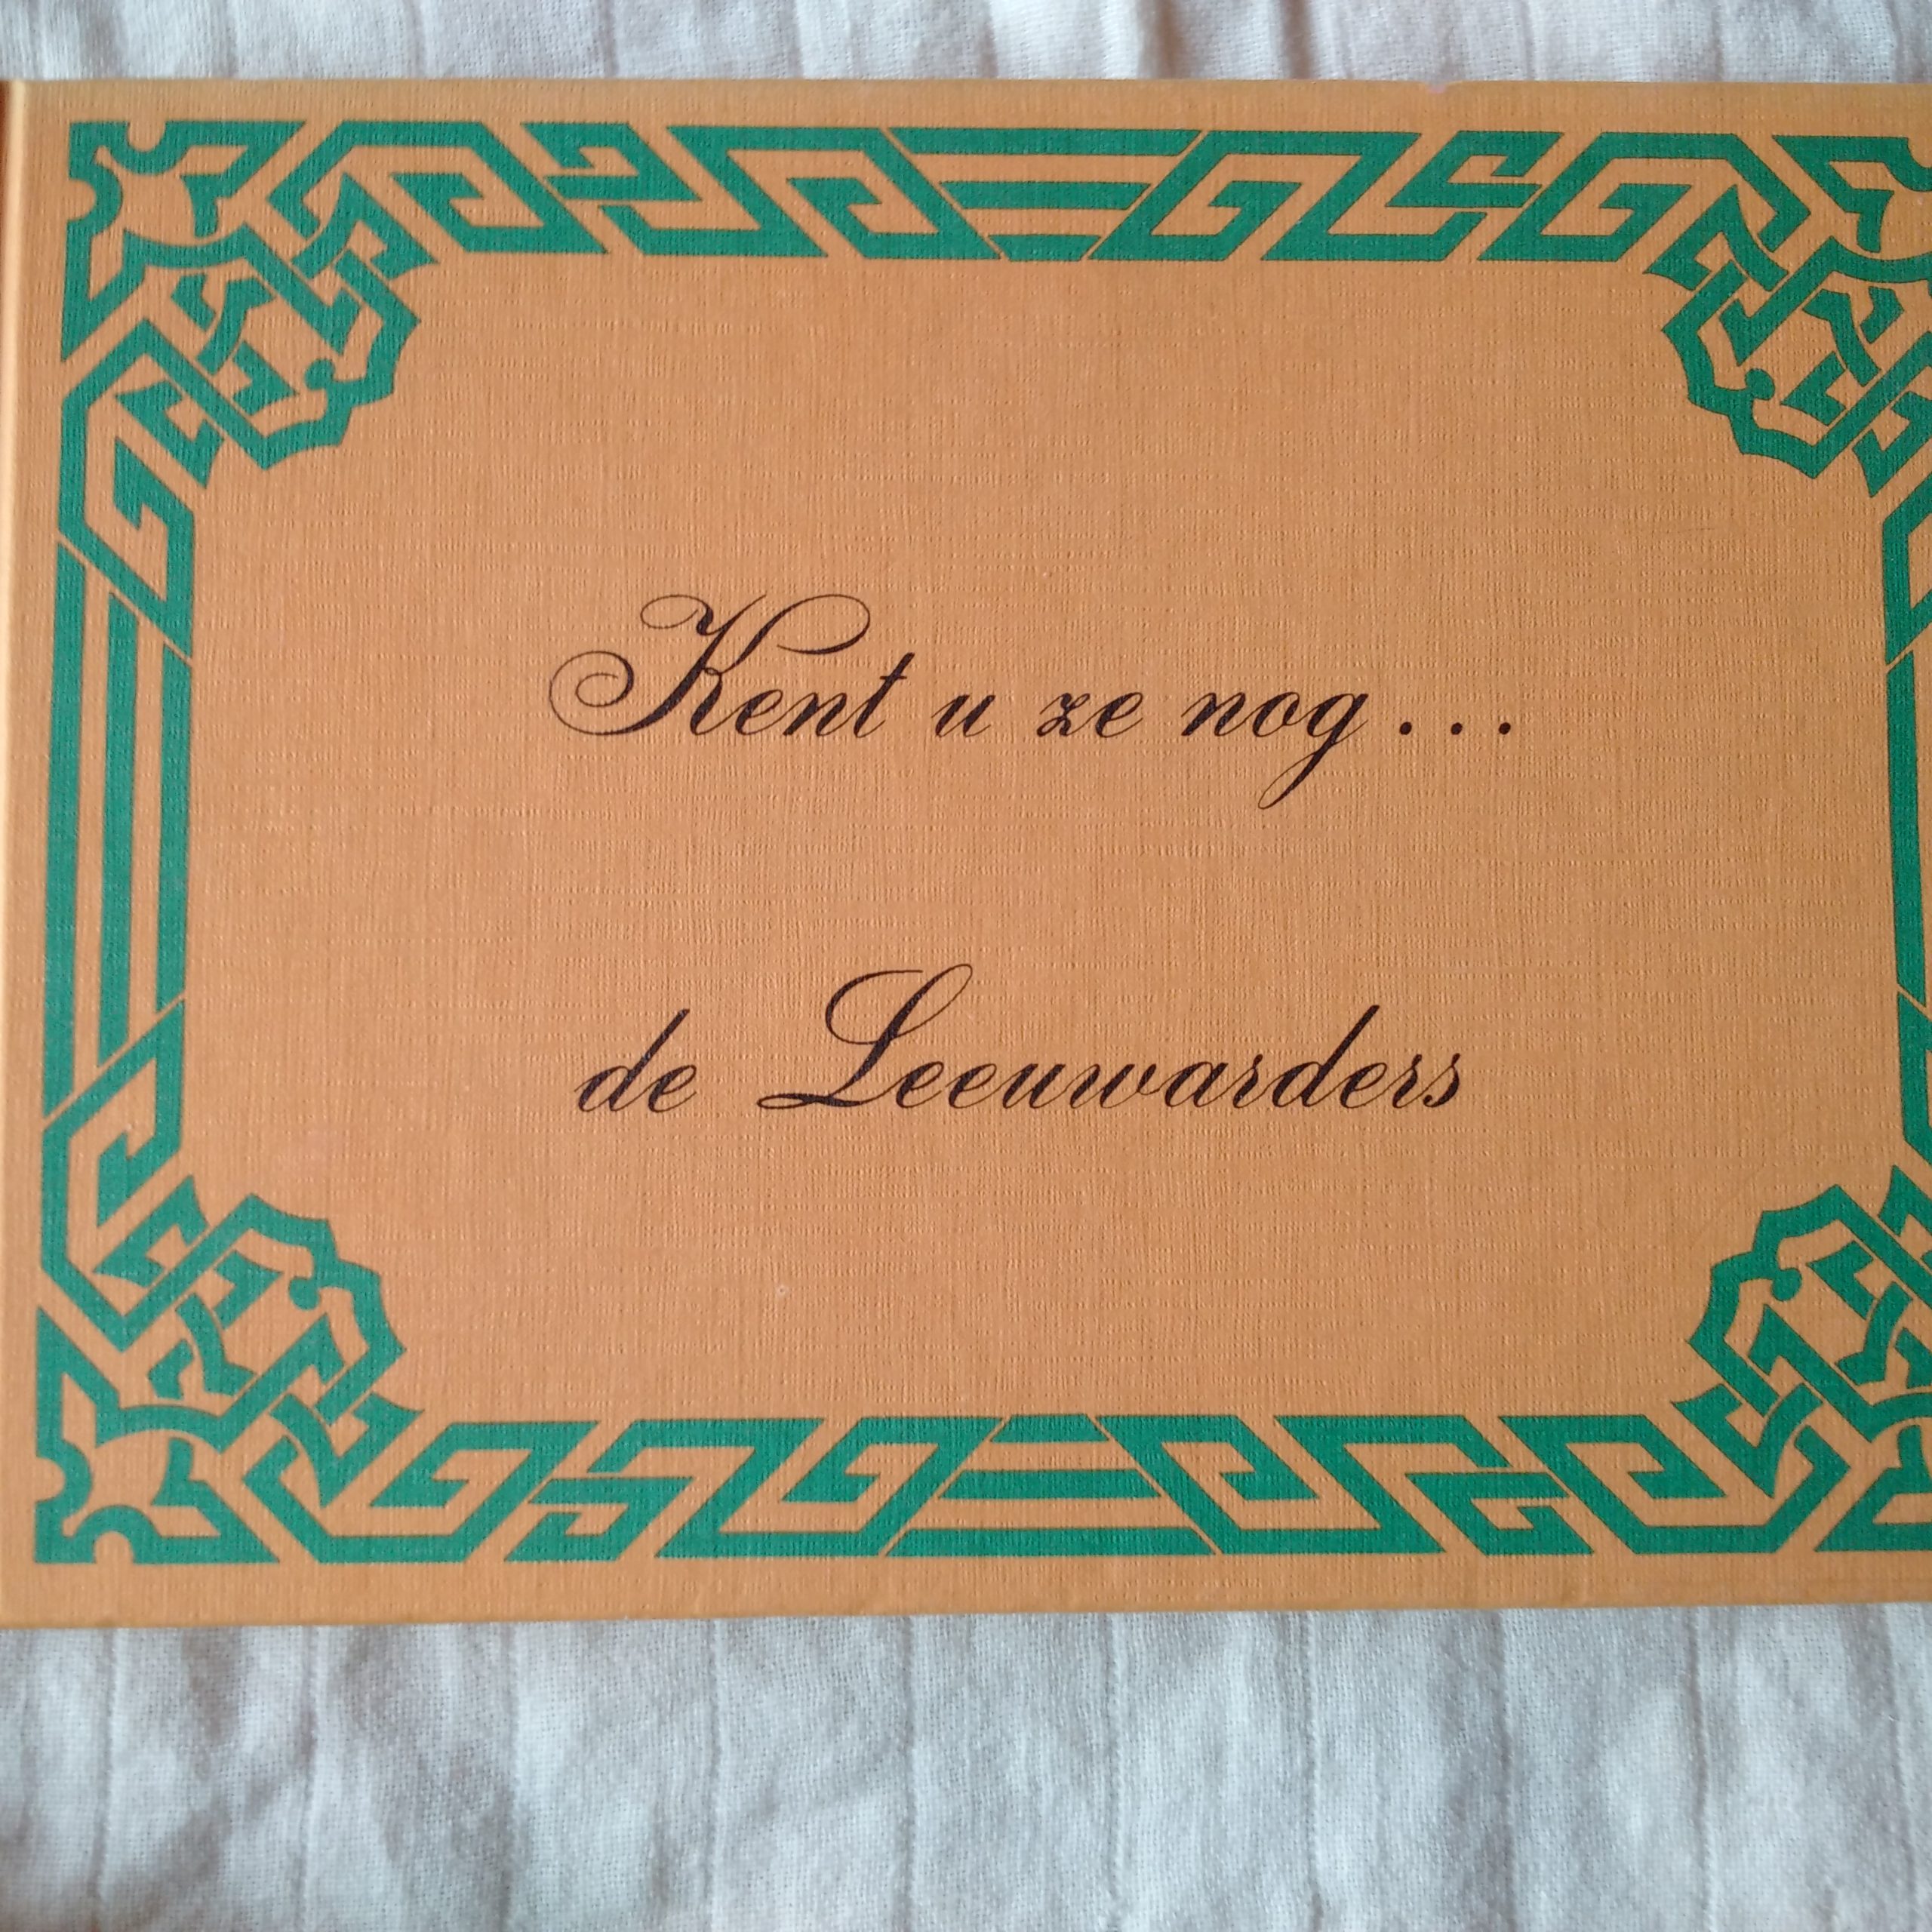 Kent u ze nog...
de Leeuwarders